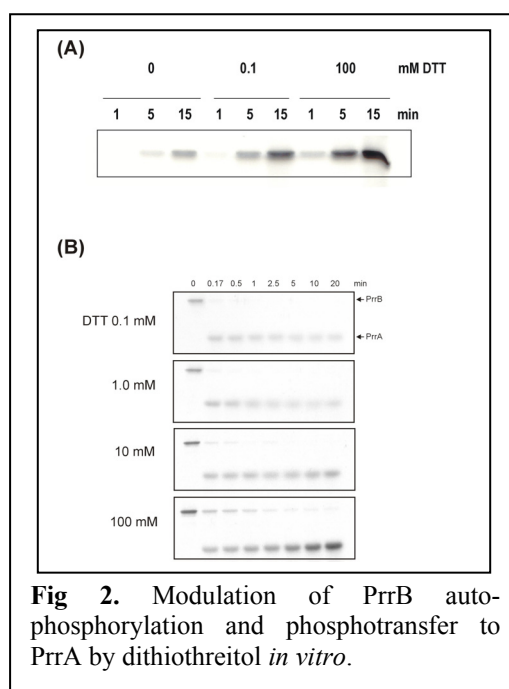 (A)
0 0.1 100 mM DTT
1 5 15 1 5 15 1 5 15 min
(B)
0 0.17 0.5 1 2.5 5 10 20 min
PrrB
DTT 0.1 mM
PrrA
1.0 mM
10 mM
100 mM
Fig 2. Modulation of PrrB auto-
phosphorylation and phosphotransfer to
PrrA by dithiothreitol in vitro.